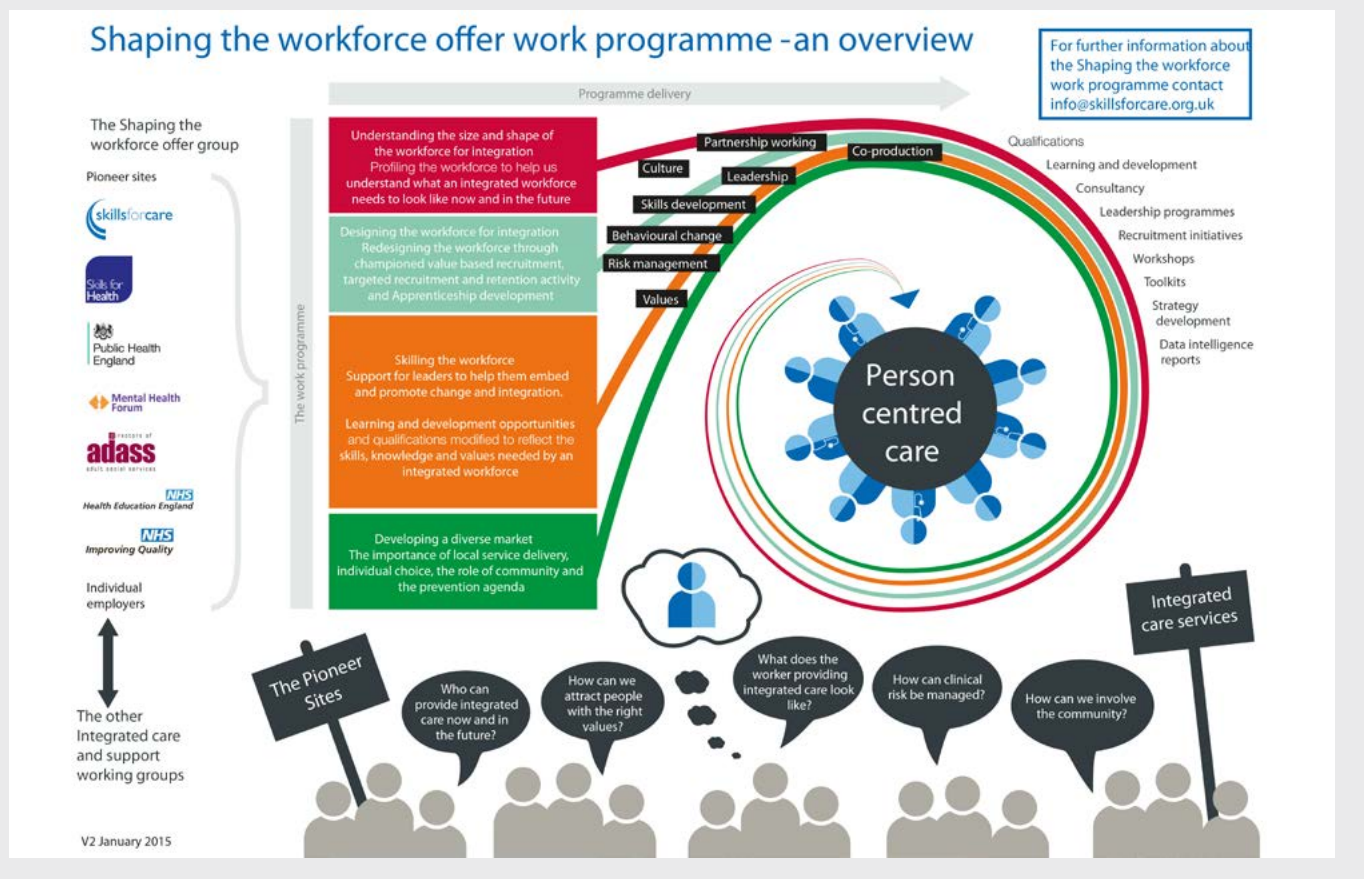 Shaping the workforce offer work programme -an overview
For further information about
the Shaping the workforce
work programme contact
info@skillsforcare.org.uk
Programme delivery
The Shaping the
workforce offer group
Pioneer sites
skillsforcare
Skills for
Health
Public Health
England
Mental Health
Forum
directors of
adass
adult social services
NHS
Health Education England
NHS
Improving Quality
Individual
employers
The other
Integrated care
and support
working groups
The work programme
Understanding the size and shape of
the workforce for integration
Profiling the workforce to help us
understand what an integrated workforce
needs to look like now and in the future
Designing the workforce for integration
Redesigning the workforce through
championed value based recruitment,
targeted recruitment and retention activity
and Apprenticeship development
Skilling the workforce
Support for leaders to help them embed
and promote change and integration.
Learning and development opportunities
and qualifications modified to reflect the
skills, knowledge and values needed by an
integrated workforce
Developing a diverse market
The importance of local service delivery,
individual choice, the role of community and
the prevention agenda
Partnership working
Co-production
Culture
Leadership
Skills development
Behavioural change
Risk management
Values
Qualifications
Learning and development
Consultancy
Leadership programmes
Recruitment initiatives
Workshops
Toolkits
Strategy
development
Data intelligence
reports
Person
centred
care
The Pioneer
Sites
Who can
provide integrated
care now and in
the future?
How can we
attract people
with the right
values?
What does the
worker providing
integrated care look
like?
How can clinical
risk be managed?
How can we involve
the community?
Integrated
care services
V2 January 2015